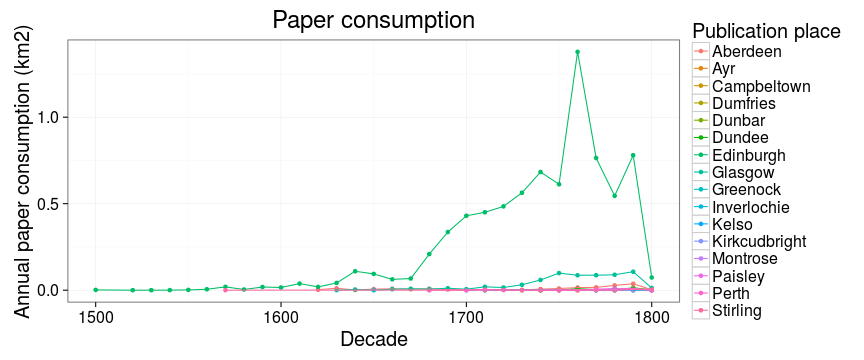 Paper consumption
Annual paper consumption (km2)
1.0
0.5
0.0
1500
1600
1700
1800
Decade
Publication place
Aberdeen
Ayr
Campbeltown
Dumfries
Dunbar
Dundee
Edinburgh
Glasgow
Greenock
Inverlochie
Kelso
Kirkcudbright
Montrose
Paisley
Perth
Stirling